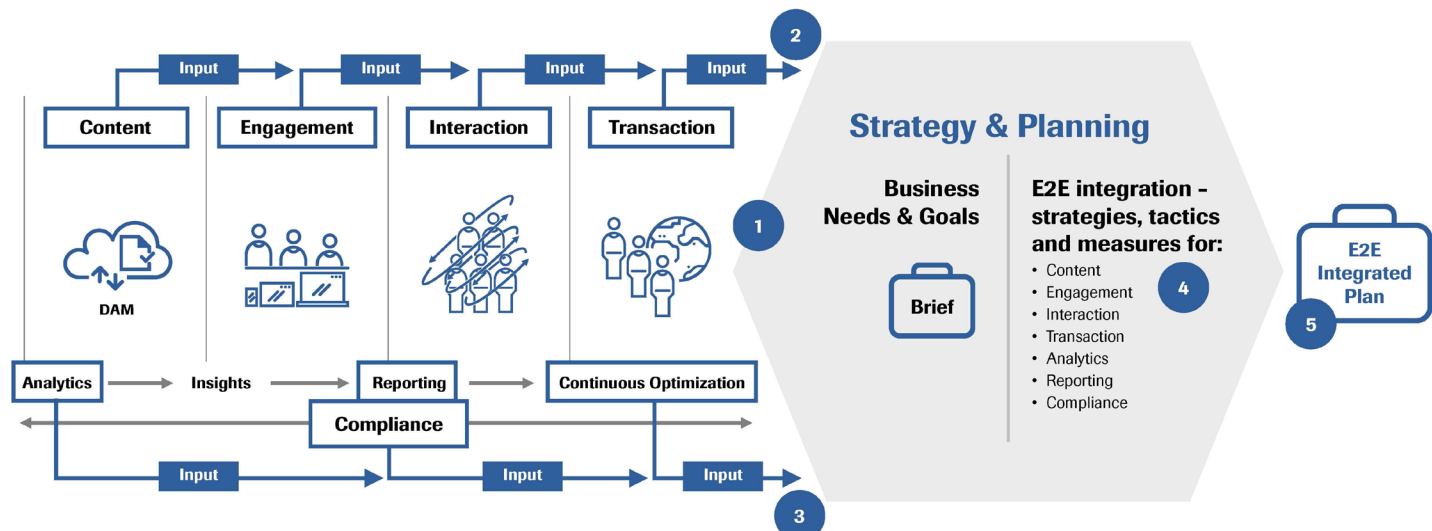 2
Input
Input
Input
Input
Content
Engagement
Interaction
Transaction
DAM
Analytics
Insights
Reporting
Continuous Optimization
Compliance
Input
Input
Input
3
1
Strategy & Planning
Business
Needs & Goals
Brief
E2E integration –
strategies, tactics
and measures for:
• Content
• Engagement
• Interaction
• Transaction
• Analytics
• Reporting
• Compliance
4
E2E
Integrated
Plan
5